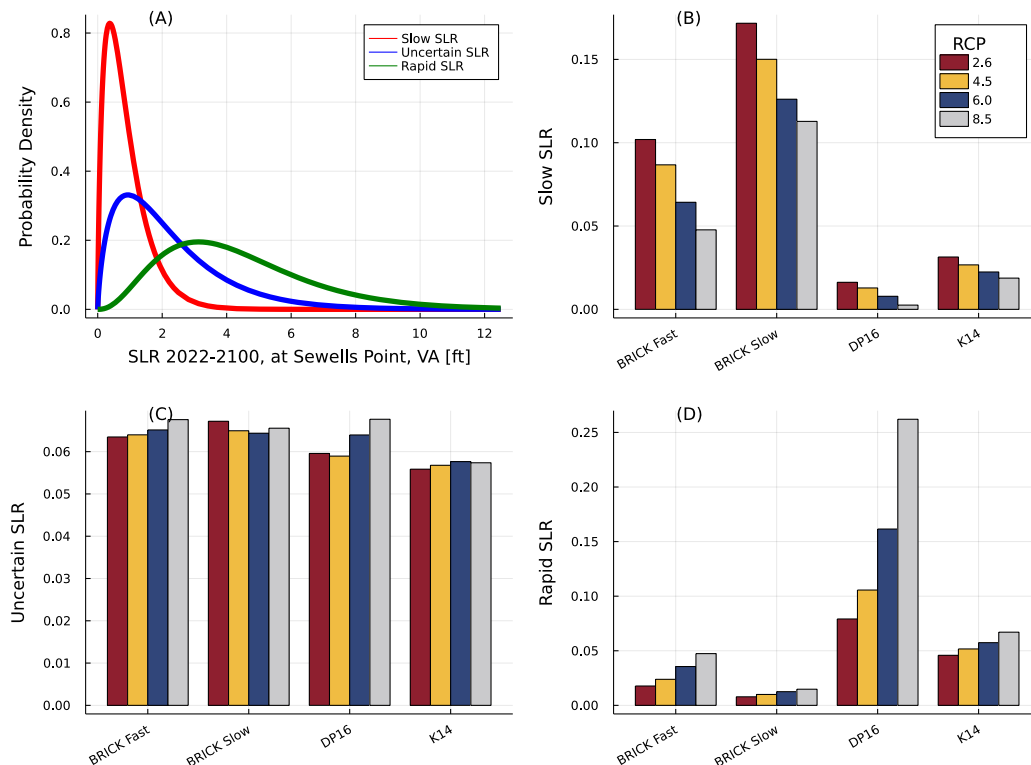 (A)
Probability Density
0.8
0.6
0.4
0.2
0.0
Slow SLR
Uncertain SLR
Rapid SLR
0 2 4 6 8 10 12
SLR 2022-2100, at Sewells Point, VA [ft]
(B)
Slow SLR
0.15
0.10
0.05
0.00
RCP
2.6
4.5
6.0
8.5
BRICK Fast BRICK Slow DP16 K14
(C)
Uncertain SLR
0.06
0.05
0.04
0.03
0.02
0.01
0.00
BRICK Fast BRICK Slow DP16 K14
(D)
Rapid SLR
0.25
0.20
0.15
0.10
0.05
0.00
BRICK Fast BRICK Slow DP16 K14